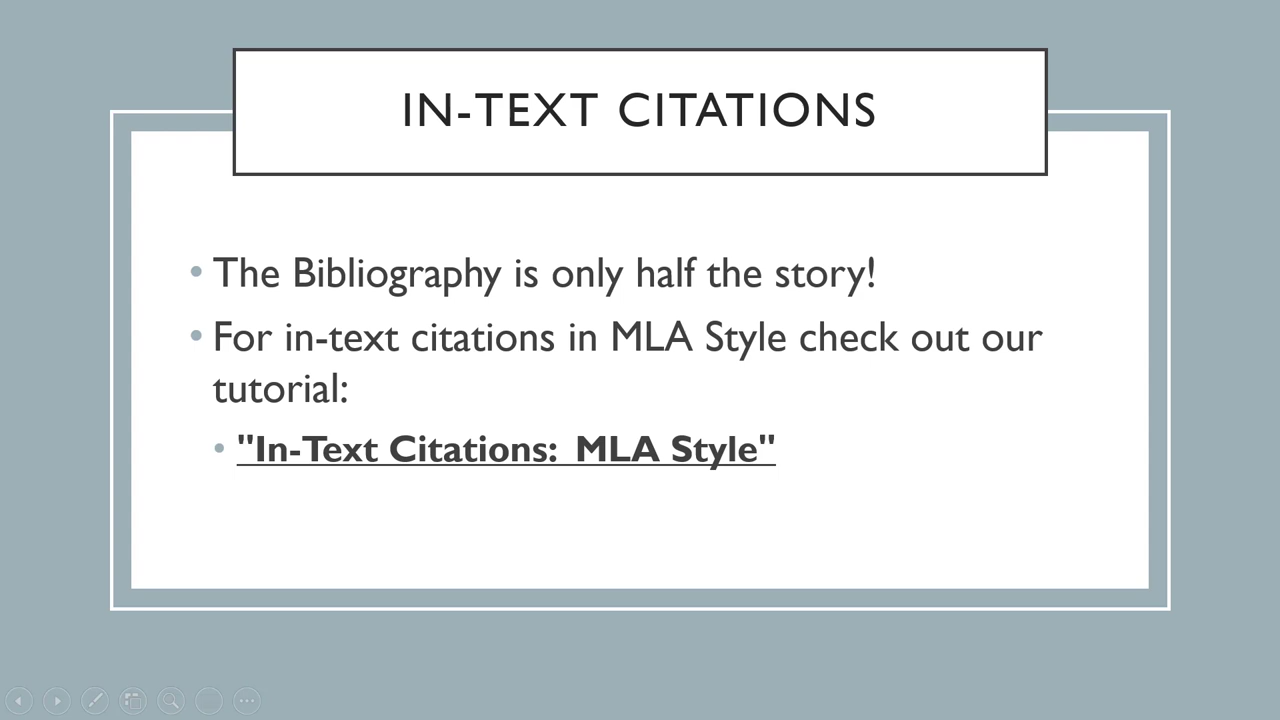 IN-TEXT CITATIONS
• The Bibliography is only half the story!
• For in-text citations in MLA Style check out our
tutorial:
• "In-Text Citations:  MLA Style"